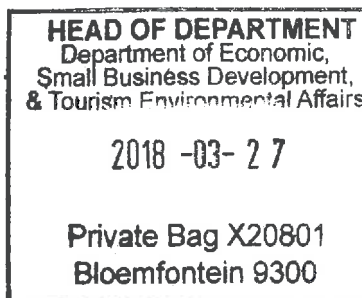 HEAD OF DEPARTMENT
Department of Economic,
Small Business Development,
& Tourism Environmental Affairs
2018 -03- 27
Private Bag X20801
Bloemfontein 9300